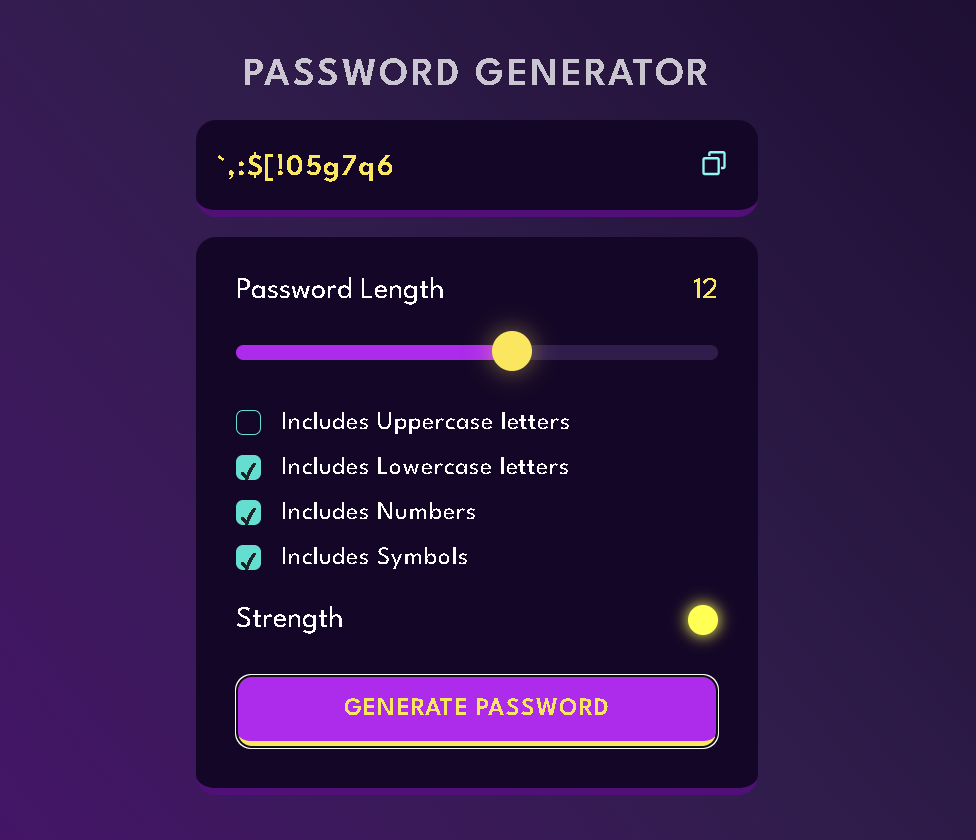 PASSWORD GENERATOR
`,:$[!05g7q6
Password Length 12
Includes Uppercase letters
Includes Lowercase letters
Includes Numbers
Includes Symbols
Strength
GENERATE PASSWORD